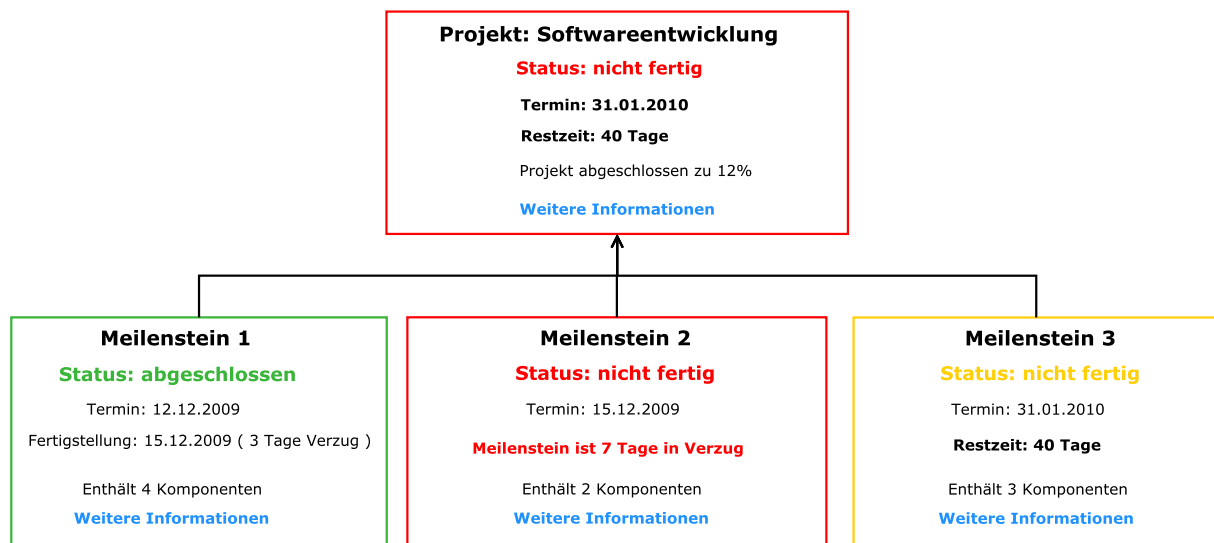 Projekt: Softwareentwicklung
Status: nicht fertig
Termin: 31.01.2010
Restzeit: 40 Tage
Projekt abgeschlossen zu 12%
Weitere Informationen
Meilenstein 1
Status: abgeschlossen
Termin: 12.12.2009
Fertigstellung: 15.12.2009 ( 3 Tage Verzug )
Enthält 4 Komponenten
Weitere Informationen
Meilenstein 2
Status: nicht fertig
Termin: 15.12.2009
Meilenstein ist 7 Tage in Verzug
Enthält 2 Komponenten
Weitere Informationen
Meilenstein 3
Status: nicht fertig
Termin: 31.01.2010
Restzeit: 40 Tage
Enthält 3 Komponenten
Weitere Informationen